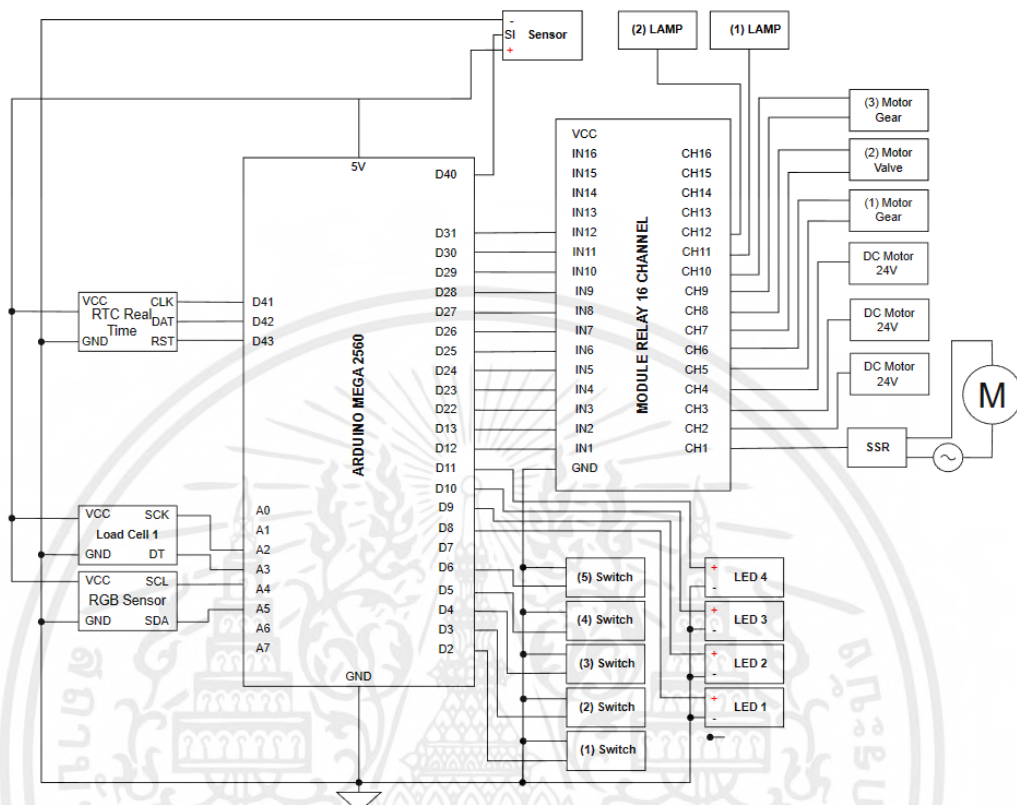 -
SI
+
Sensor
(2) LAMP
(1) LAMP
5V
D40
D31
D30
D29
D28
D27
D26
D25
D24
D23
D22
D13
D12
D11
D10
D9
D8
D7
D6
D5
D4
D3
D2
D41
D42
D43
A0
A1
A2
A3
A4
A5
A6
A7
GND
ARDUINO MEGA 2560
VCC
CLK
RTC Real
DAT
Time
GND
RST
VCC
SCK
Load Cell 1
GND
DT
VCC
SCL
RGB Sensor
GND
SDA
VCC
IN16
IN15
IN14
IN13
IN12
IN11
IN10
IN9
IN8
IN7
IN6
IN5
IN4
IN3
IN2
IN1
GND
MODULE RELAY 16 CHANNEL
CH16
CH15
CH14
CH13
CH12
CH11
CH10
CH9
CH8
CH7
CH6
CH5
CH4
CH3
CH2
CH1
(3) Motor
Gear
(2) Motor
Valve
(1) Motor
Gear
DC Motor
24V
DC Motor
24V
DC Motor
24V
SSR
M
(5) Switch
(4) Switch
(3) Switch
(2) Switch
(1) Switch
+
LED 4
-
+
LED 3
-
+
LED 2
-
+
LED 1
-